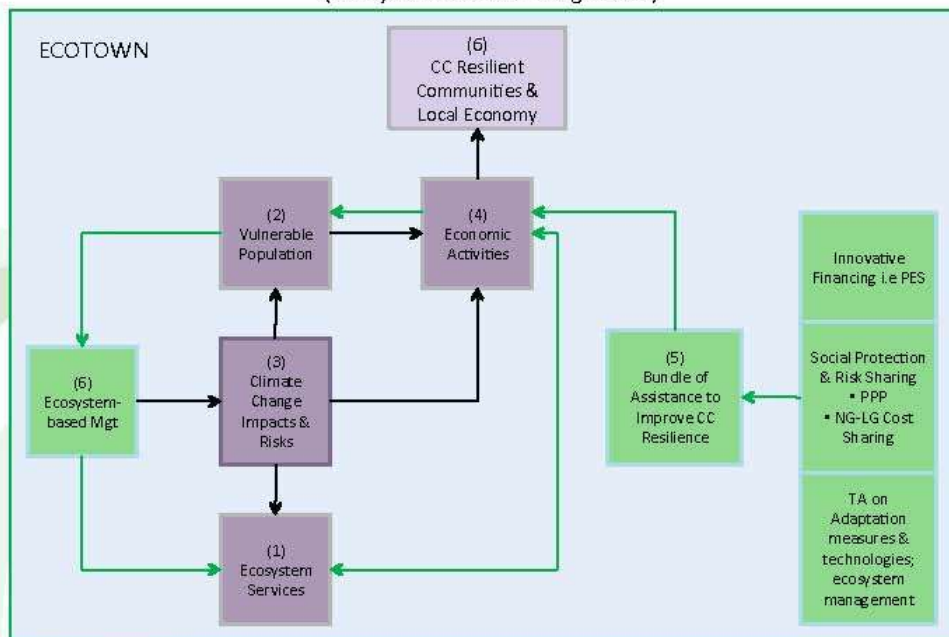 ECOTOWN
(6)
CC Resilient
Communities &
Local Economy
(2)
Vulnerable
Population
(4)
Economic
Activities
Innovative
Financing i.e PES
(3)
Climate
Change
Impacts &
Risks
(6)
Ecosystem-
based Mgt
(5)
Bundle of
Assistance to
Improve CC
Resilience
Social Protection
& Risk Sharing
▪ PPP
▪ NG-LG Cost
Sharing
(1)
Ecosystem
Services
TA on
Adaptation
measures &
technologies;
ecosystem
management